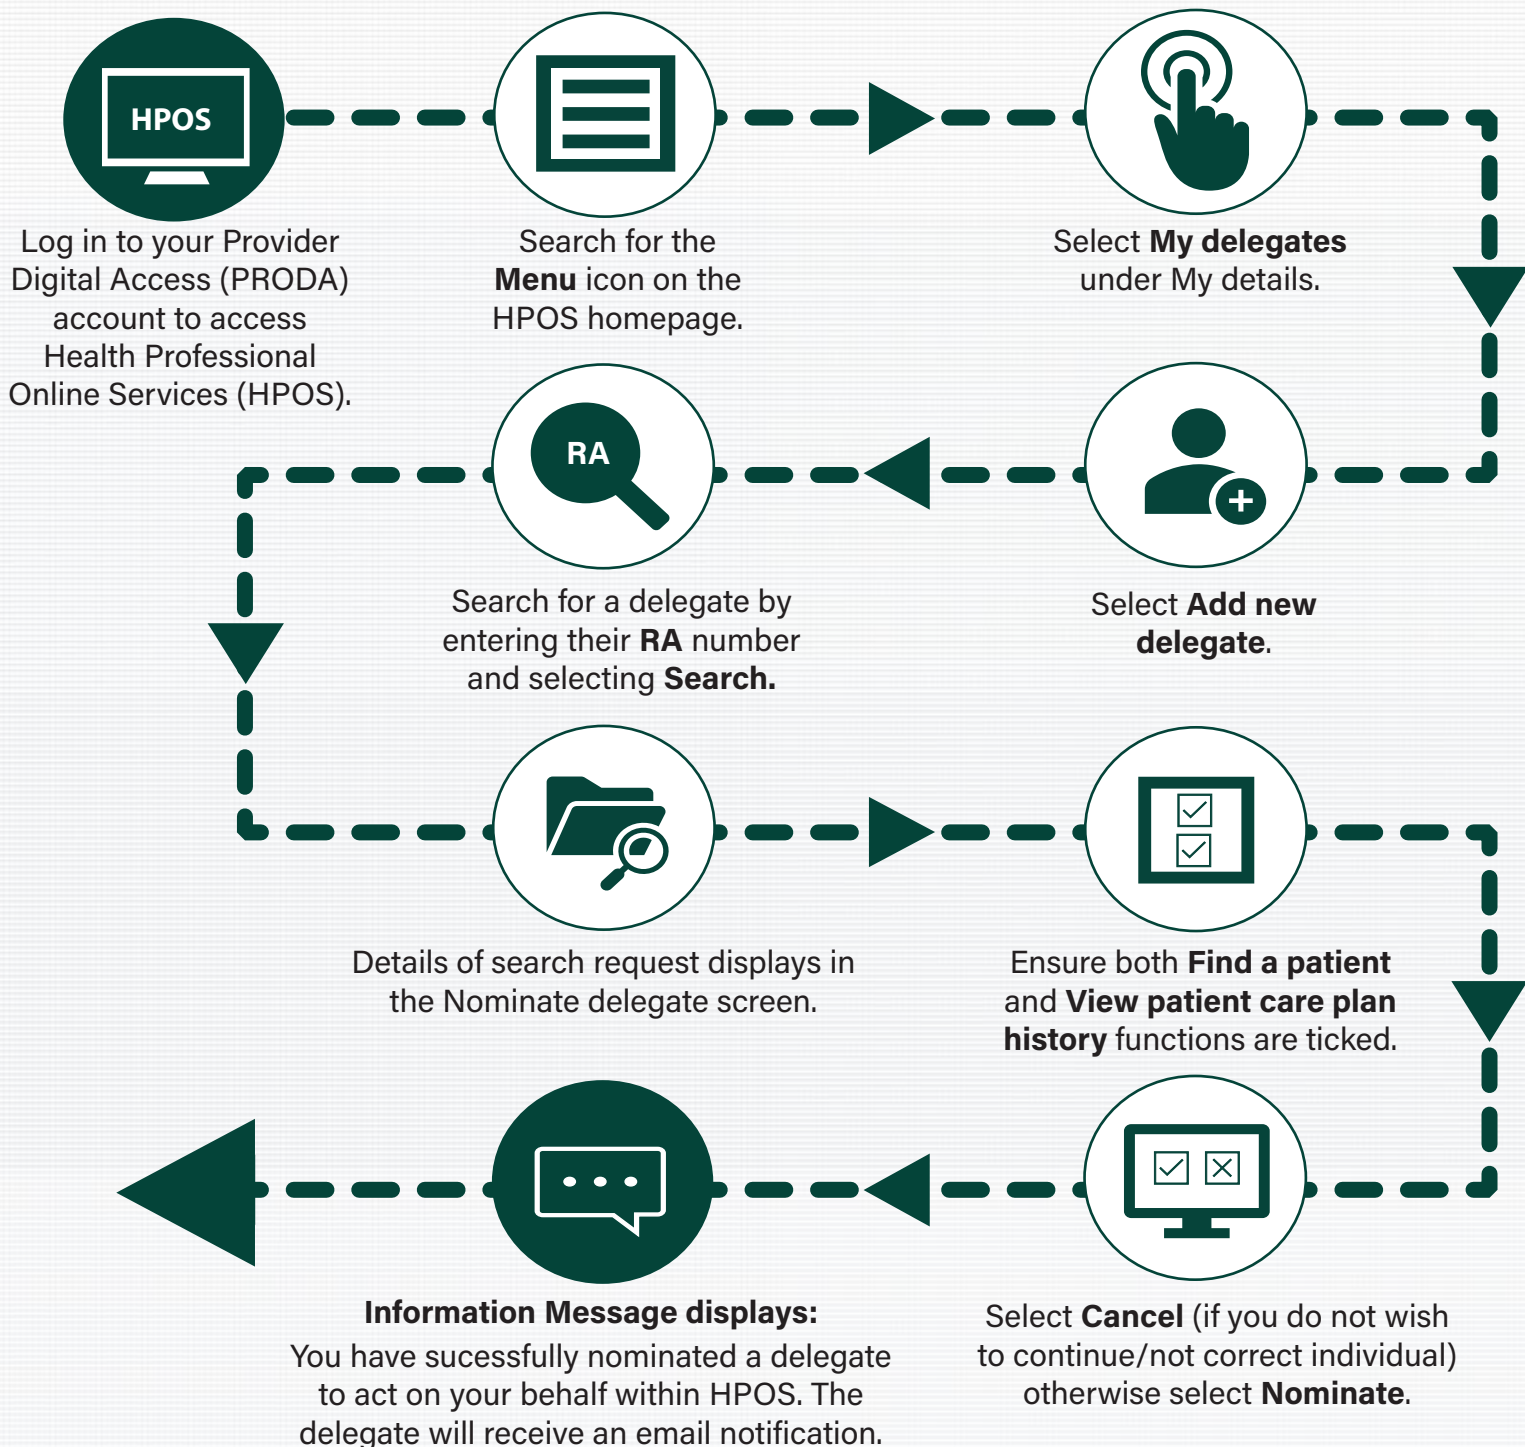 HPOS
Log in to your Provider
Digital Access (PRODA)
account to access
Health Professional
Online Services (HPOS).
Search for the
Menu icon on the
HPOS homepage.
Select My delegates
under My details.
Select Add new
delegate.
RA
Search for a delegate by
entering their RA number
and selecting Search.
Details of search request displays in
the Nominate delegate screen.
Ensure both Find a patient
and View patient care plan
history functions are ticked.
Select Cancel (if you do not wish
to continue/not correct individual)
otherwise select Nominate.
Information Message displays:
You have sucessfully nominated a delegate
to act on your behalf within HPOS. The
delegate will receive an email notification.